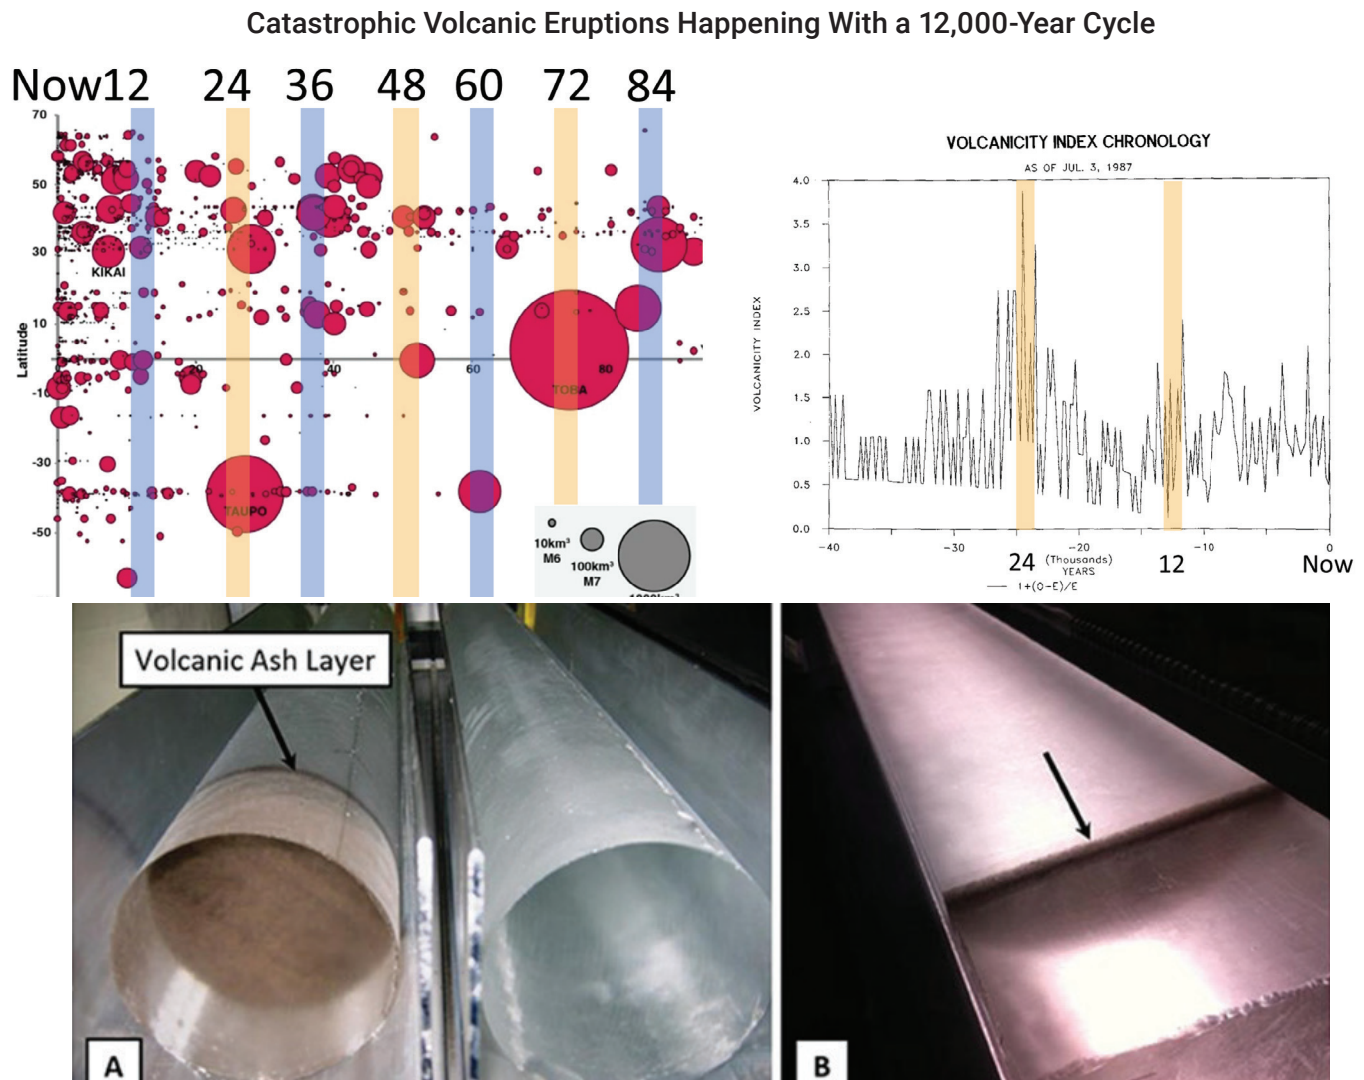 Catastrophic Volcanic Eruptions Happening With a 12,000-Year Cycle
Now 12 24 36 48 60 72 84
70
50
30
10
-10
-30
-50
Latitude
KIKAI
20 40 60 80
TOBA
TAUPO
10km³
M6
100km³
M7
VOLCANICITY INDEX CHRONOLOGY
AS OF JUL. 3, 1987
4.0
3.5
3.0
2.5
2.0
1.5
1.0
0.5
0.0
VOLCANICITY INDEX
-40 -30 -20 -10 0
24 (Thousands) 12 Now
YEARS
1+(O-E)/E
Volcanic Ash Layer
A
B